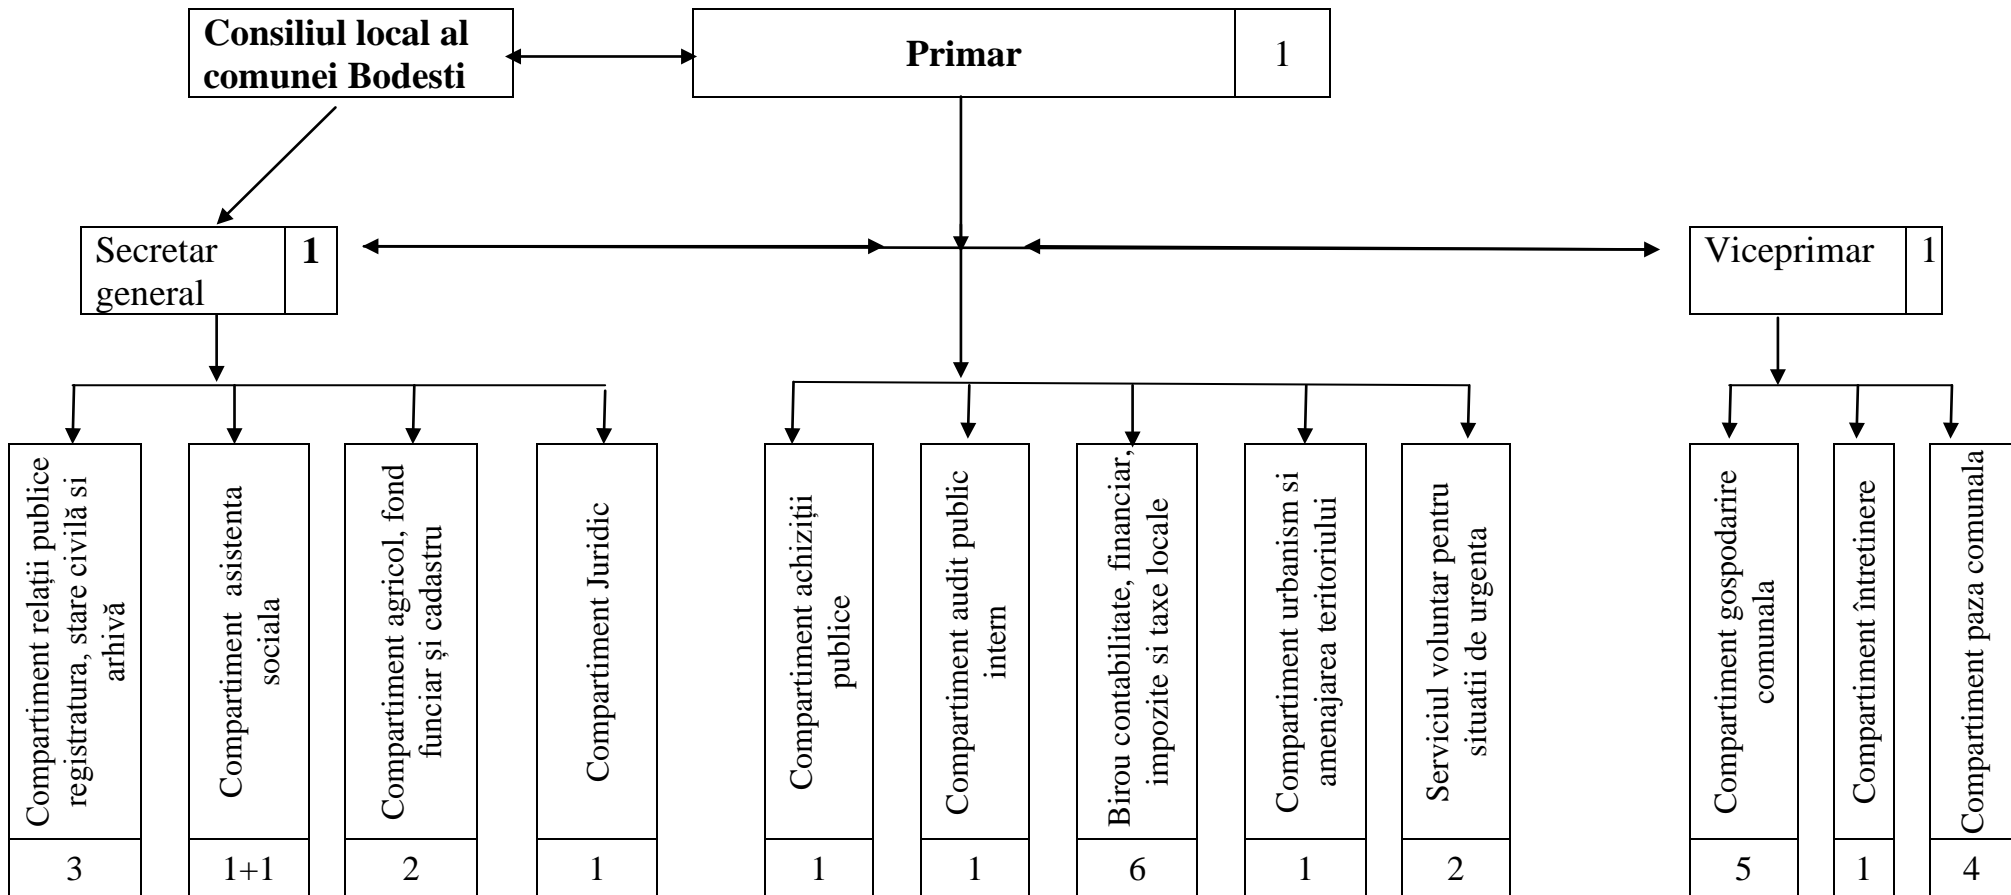 Consiliul local al
comunei Bodesti
Primar
1
Secretar
general
1
Viceprimar
1
Compartiment relații publice
registratura, stare civilă si
arhivă
3
Compartiment asistenta
sociala
1+1
Compartiment agricol, fond
funciar și cadastru
2
Compartiment Juridic
1
Compartiment achiziții
publice
1
Compartiment audit public
intern
1
Birou contabilitate, financiar,
impozite si taxe locale
6
Compartiment urbanism si
amenajarea teritoriului
1
Serviciul voluntar pentru
situatii de urgenta
2
Compartiment gospodarire
comunala
5
Compartiment întretinere
1
Compartiment paza comunala
4